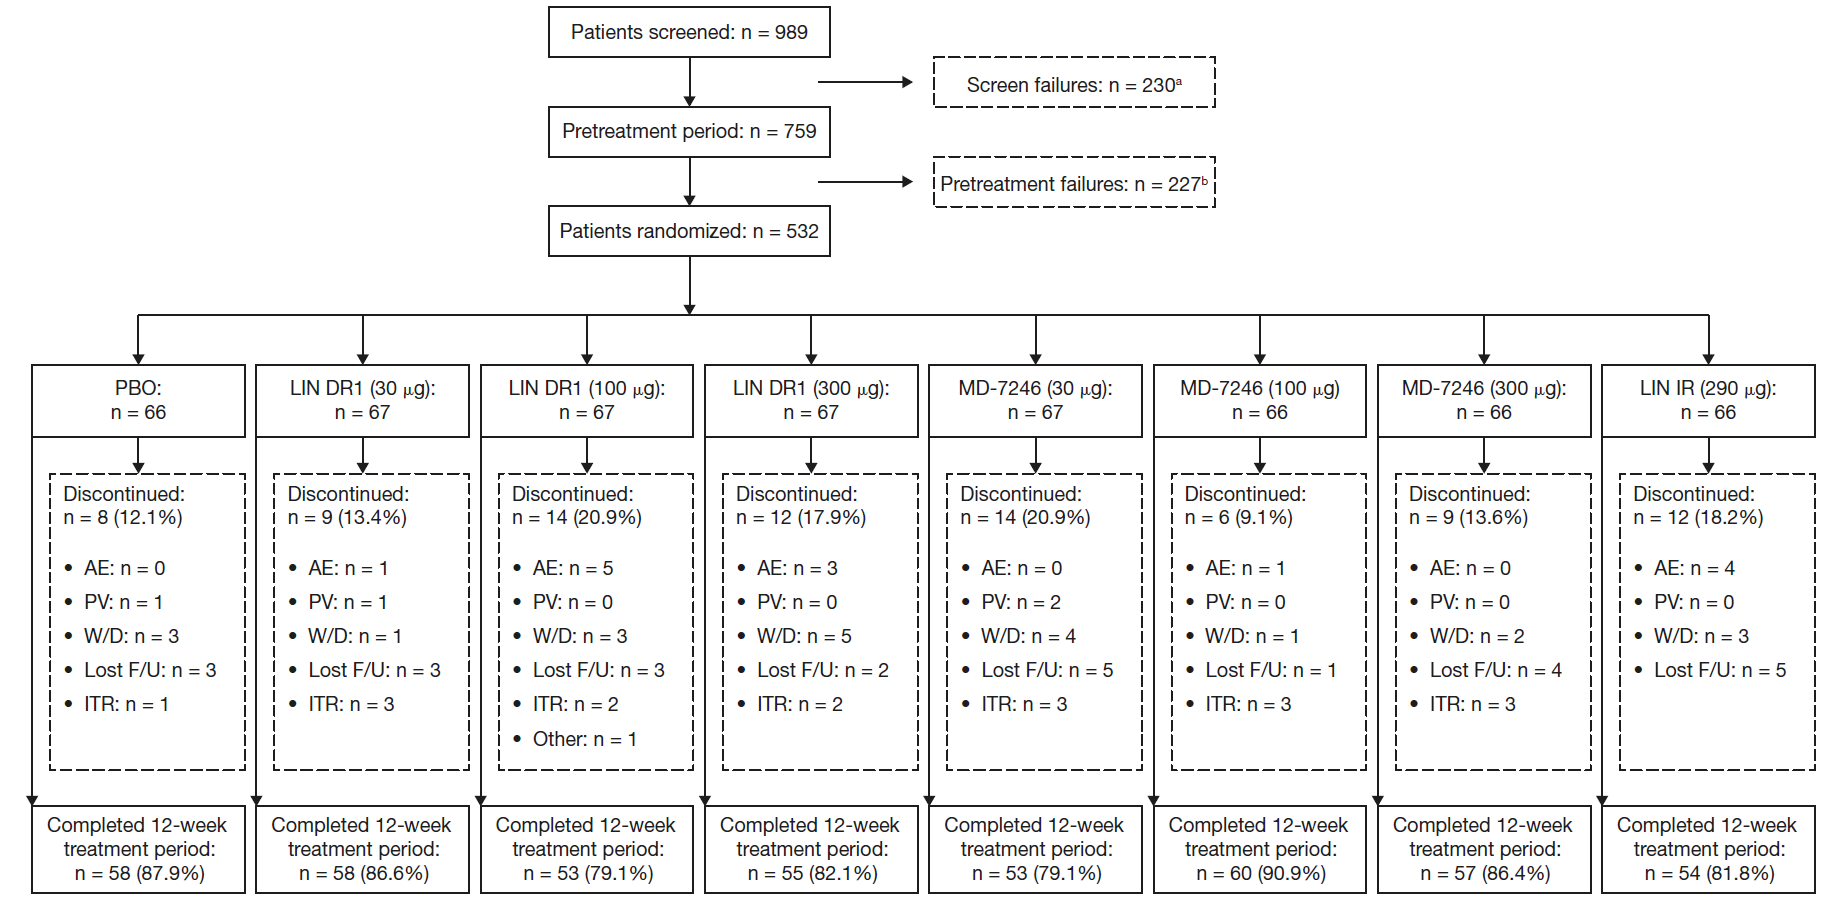 Patients screened: n = 989
Screen failures: n = 230a
Pretreatment period: n = 759
Pretreatment failures: n = 227b
Patients randomized: n = 532
PBO:
n = 66
LIN DR1 (30 μg):
n = 67
LIN DR1 (100 μg):
n = 67
LIN DR1 (300 μg):
n = 67
MD-7246 (30 μg):
n = 67
MD-7246 (100 μg)
n = 66
MD-7246 (300 μg):
n = 66
LIN IR (290 μg):
n = 66
Discontinued:
n = 8 (12.1%)
• AE: n = 0
• PV: n = 1
• W/D: n = 3
• Lost F/U: n = 3
• ITR: n = 1
Discontinued:
n = 9 (13.4%)
• AE: n = 1
• PV: n = 1
• W/D: n = 1
• Lost F/U: n = 3
• ITR: n = 3
Discontinued:
n = 14 (20.9%)
• AE: n = 5
• PV: n = 0
• W/D: n = 3
• Lost F/U: n = 3
• ITR: n = 2
• Other: n = 1
Discontinued:
n = 12 (17.9%)
• AE: n = 3
• PV: n = 0
• W/D: n = 5
• Lost F/U: n = 2
• ITR: n = 2
Discontinued:
n = 14 (20.9%)
• AE: n = 0
• PV: n = 2
• W/D: n = 4
• Lost F/U: n = 5
• ITR: n = 3
Discontinued:
n = 6 (9.1%)
• AE: n = 1
• PV: n = 0
• W/D: n = 1
• Lost F/U: n = 1
• ITR: n = 3
Discontinued:
n = 9 (13.6%)
• AE: n = 0
• PV: n = 0
• W/D: n = 2
• Lost F/U: n = 4
• ITR: n = 3
Discontinued:
n = 12 (18.2%)
• AE: n = 4
• PV: n = 0
• W/D: n = 3
• Lost F/U: n = 5
Completed 12-week
treatment period:
n = 58 (87.9%)
Completed 12-week
treatment period:
n = 58 (86.6%)
Completed 12-week
treatment period:
n = 53 (79.1%)
Completed 12-week
treatment period:
n = 55 (82.1%)
Completed 12-week
treatment period:
n = 53 (79.1%)
Completed 12-week
treatment period:
n = 60 (90.9%)
Completed 12-week
treatment period:
n = 57 (86.4%)
Completed 12-week
treatment period:
n = 54 (81.8%)